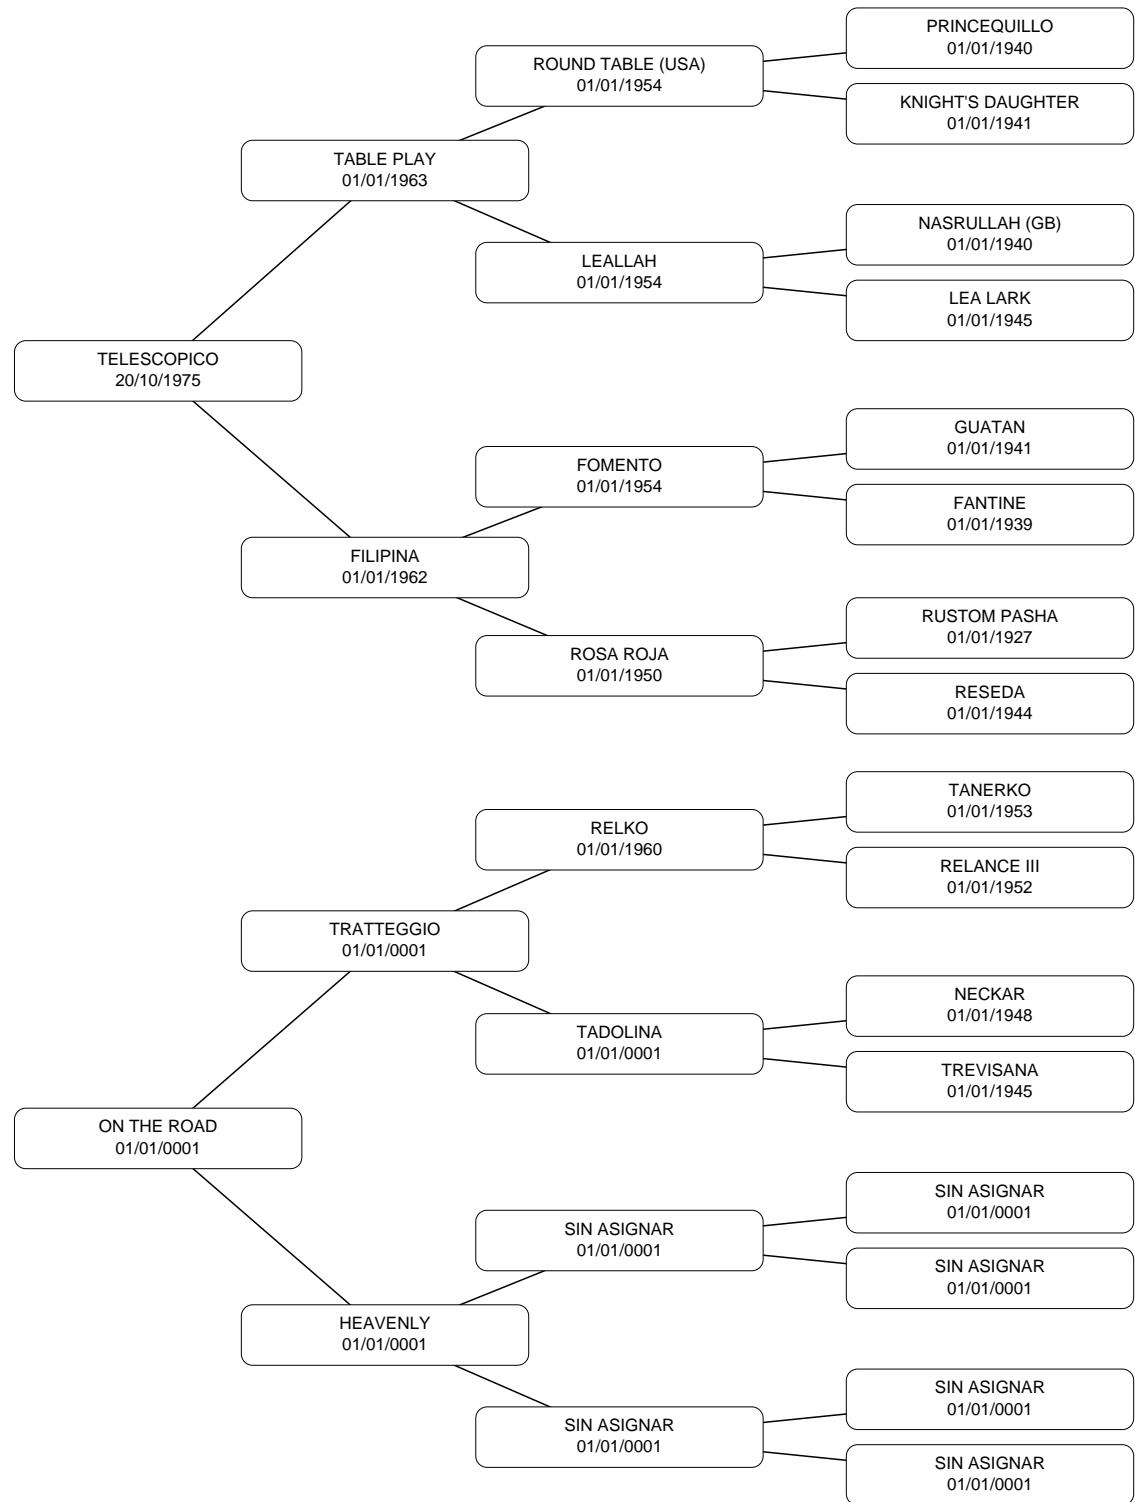 PRINCEQUILLO
01/01/1940
ROUND TABLE (USA)
01/01/1954
KNIGHT'S DAUGHTER
01/01/1941
TABLE PLAY
01/01/1963
NASRULLAH (GB)
01/01/1940
LEALLAH
01/01/1954
LEA LARK
01/01/1945
TELESCOPICO
20/10/1975
GUATAN
01/01/1941
FOMENTO
01/01/1954
FANTINE
01/01/1939
FILIPINA
01/01/1962
RUSTOM PASHA
01/01/1927
ROSA ROJA
01/01/1950
RESEDA
01/01/1944
TANERKO
01/01/1953
RELKO
01/01/1960
RELANCE III
01/01/1952
TRATTEGGIO
01/01/0001
NECKAR
01/01/1948
TADOLINA
01/01/0001
TREVISANA
01/01/1945
ON THE ROAD
01/01/0001
SIN ASIGNAR
01/01/0001
SIN ASIGNAR
01/01/0001
SIN ASIGNAR
01/01/0001
HEAVENLY
01/01/0001
SIN ASIGNAR
01/01/0001
SIN ASIGNAR
01/01/0001
SIN ASIGNAR
01/01/0001